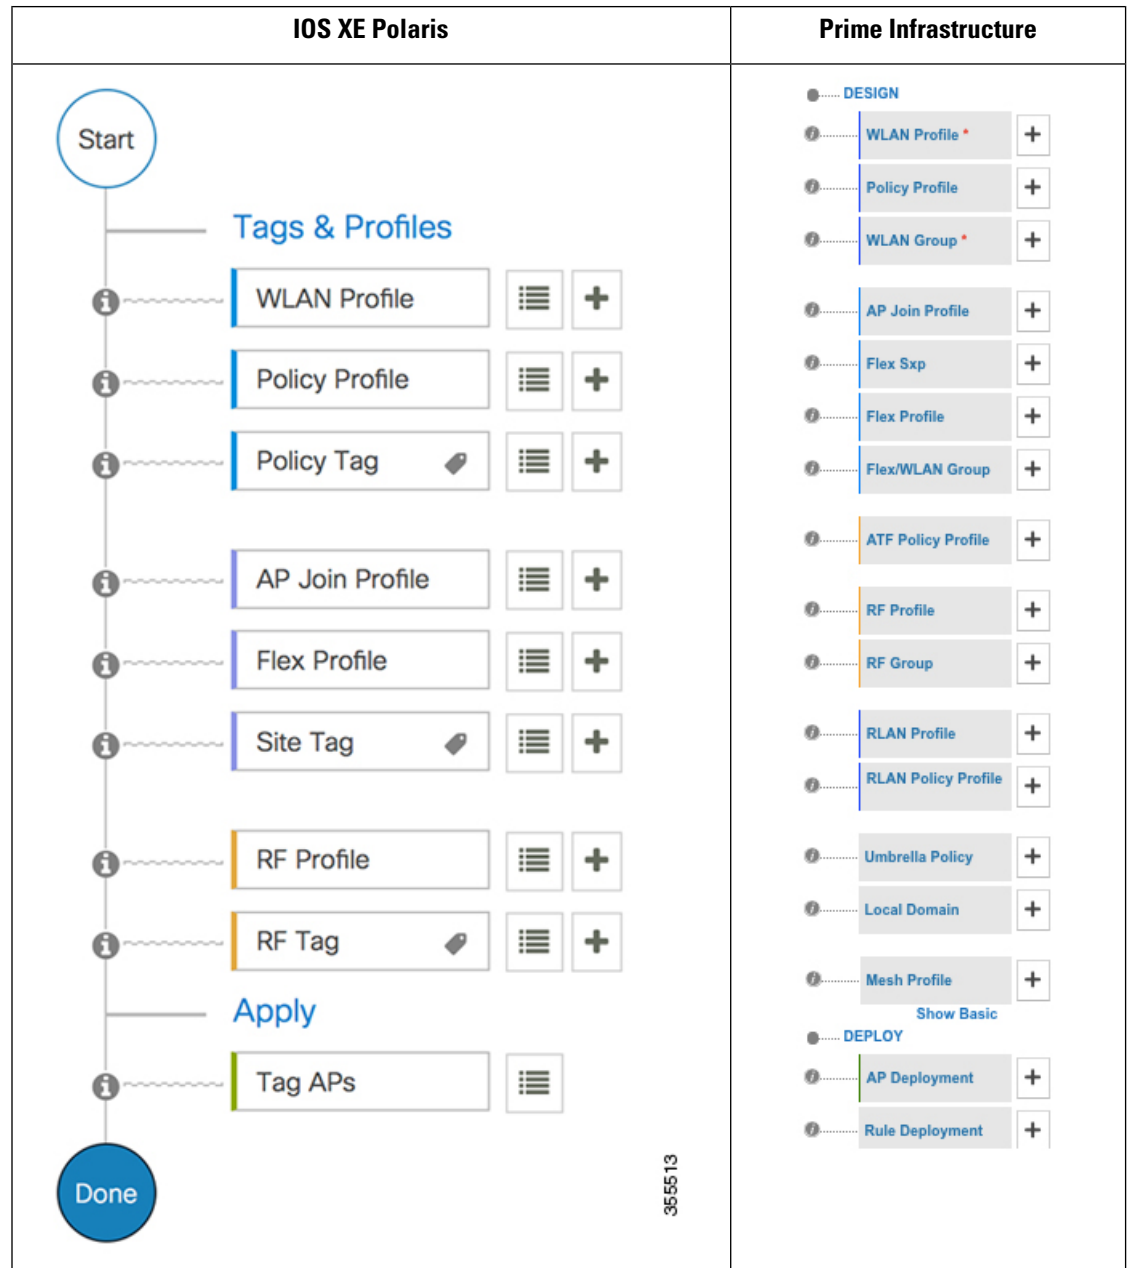 IOS XE Polaris
Prime Infrastructure
Start
Tags & Profiles
WLAN Profile
Policy Profile
Policy Tag
AP Join Profile
Flex Profile
Site Tag
RF Profile
RF Tag
Apply
Tag APs
Done
355513
DESIGN
WLAN Profile *
Policy Profile
WLAN Group *
AP Join Profile
Flex Sxp
Flex Profile
Flex/WLAN Group
ATF Policy Profile
RF Profile
RF Group
RLAN Profile
RLAN Policy Profile
Umbrella Policy
Local Domain
Mesh Profile
Show Basic
DEPLOY
AP Deployment
Rule Deployment